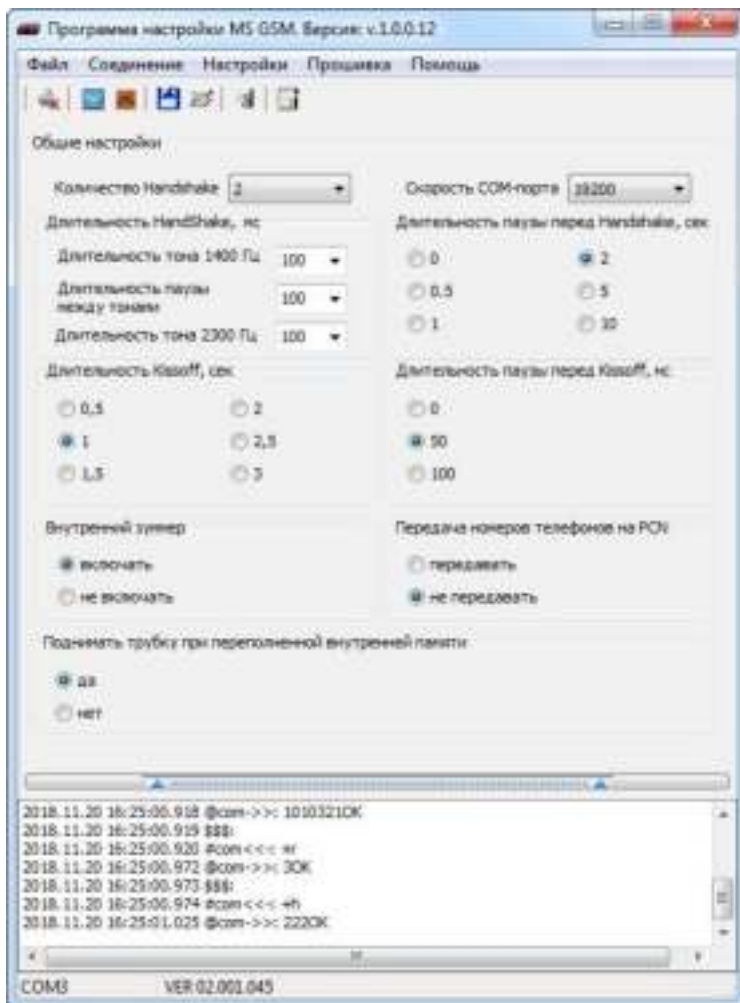 Программа настройки MS GSM. Версия: v.1.0.0.12
Файл Соединение Настройки Прошивка Помощь
Общие настройки
Количество Handshake 2
Скорость COM-порта 19200
Длительность HandShake, мс
Длительность паузы перед Handshake, сек
Длительность тона 1400 Гц 100
Длительность паузы между тонами 100
Длительность тона 2300 Гц 100
0 2
0,5 5
1 10
Длительность Kissoff, сек
Длительность паузы перед Kissoff, мс
0,5 2
1 2,5
1,5 3
0
50
100
Внутренний зуммер
Передача номеров телефонов на PCN
включать
не включать
передавать
не передавать
Поднимать трубку при переполненной внутренней памяти
да
нет
2018.11.20 16:25:00.918 @com->>: 1010321OK
2018.11.20 16:25:00.919 $$$:
2018.11.20 16:25:00.920 #com<<<: *r
2018.11.20 16:25:00.972 @com->>: 3OK
2018.11.20 16:25:00.973 $$$:
2018.11.20 16:25:00.974 #com<<<: *h
2018.11.20 16:25:01.025 @com->>: 222OK
COM3 VER 02.001.045